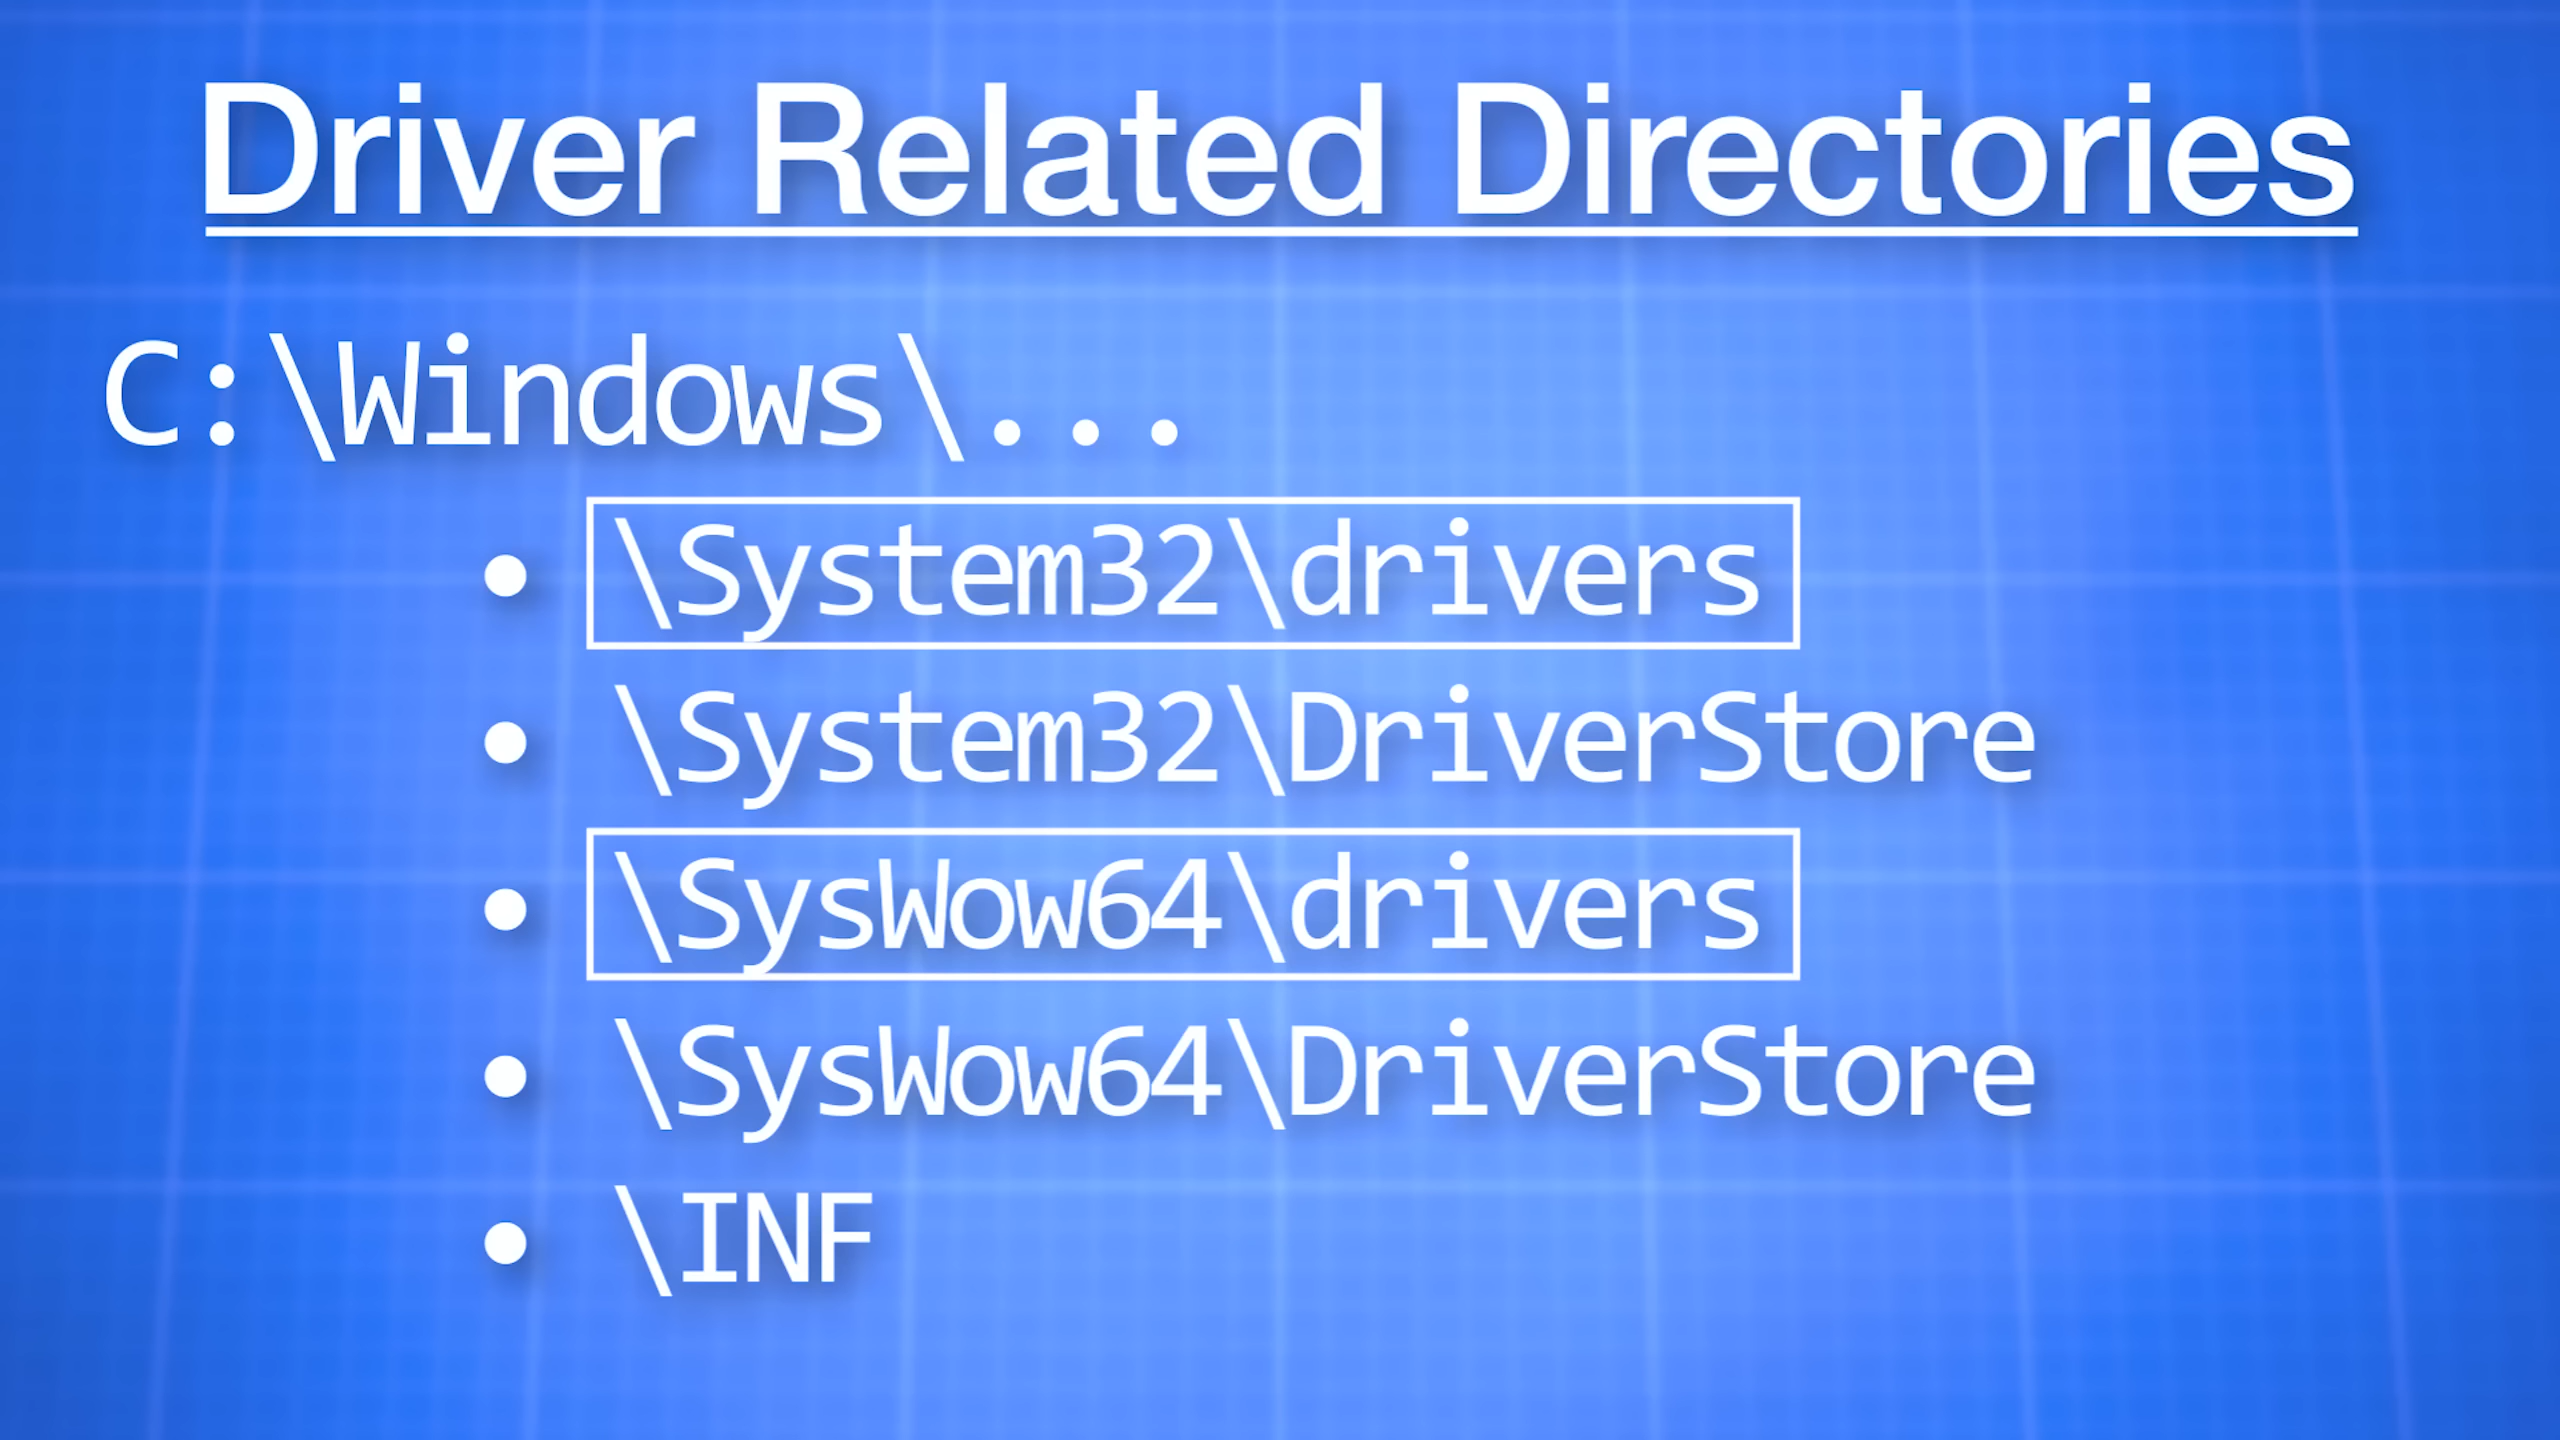 Driver Related Directories
C:\Windows\...
• \System32\drivers
• \System32\DriverStore
• \SysWow64\drivers
• \SysWow64\DriverStore
• \INF